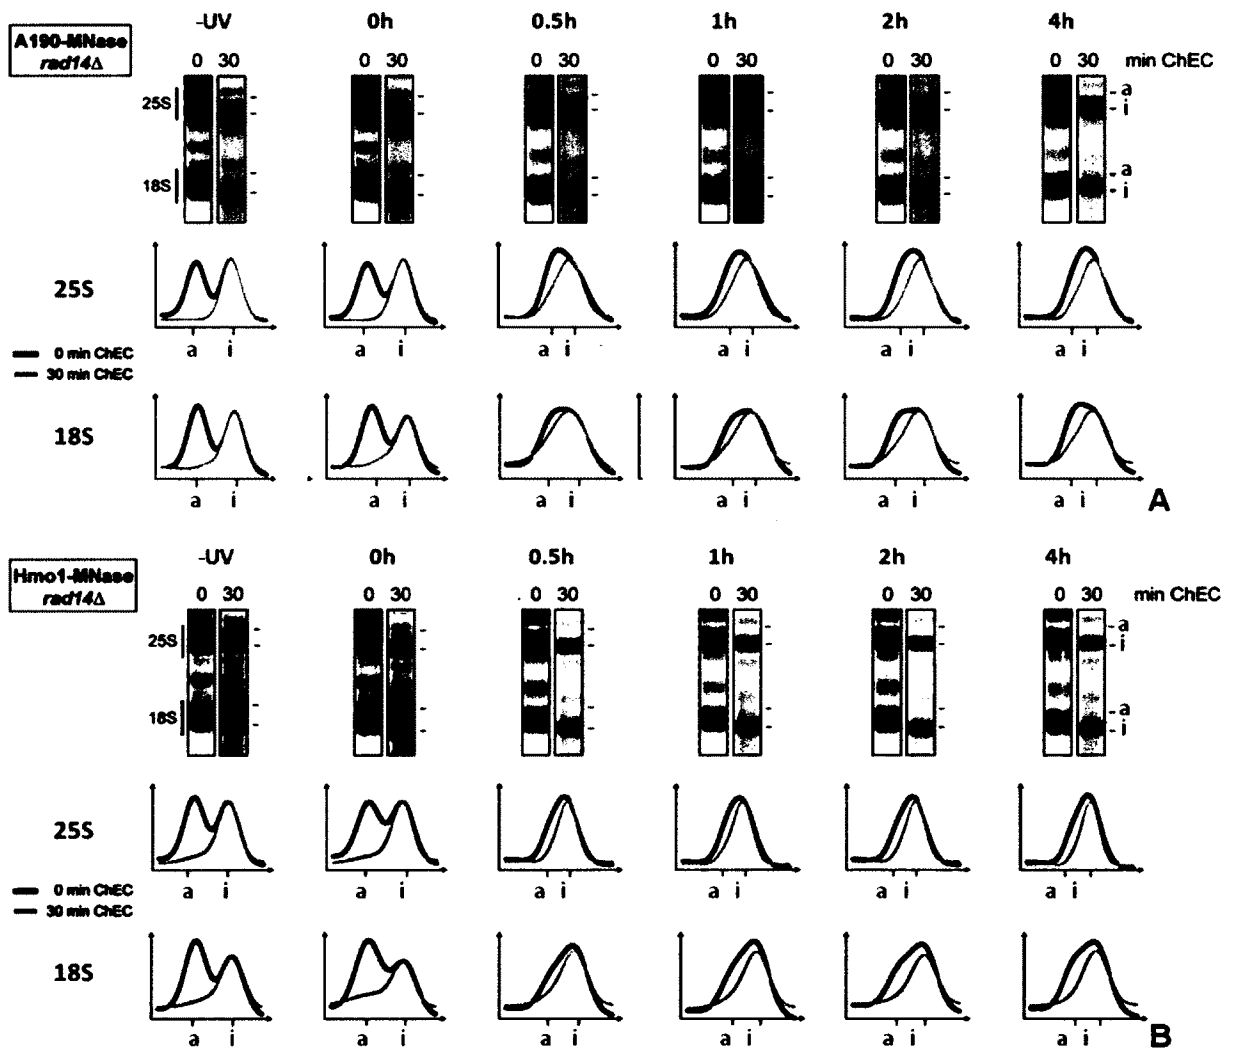 -UV 0h 0.5h 1h 2h 4h
A190-MNase
rad14Δ
0 30 0 30 0 30 0 30 0 30 0 30 min ChEC
25S
a
i
18S
a
i
25S
a i a i a i a i a i a i
0 min ChEC
30 min ChEC
18S
a i a i a i a i a i a i
A
-UV 0h 0.5h 1h 2h 4h
Hmo1-MNase
rad14Δ
0 30 0 30 0 30 0 30 0 30 0 30 min ChEC
25S
a
i
18S
a
i
25S
a i a i a i a i a i a i
0 min ChEC
30 min ChEC
18S
a i a i a i a i a i a i
B